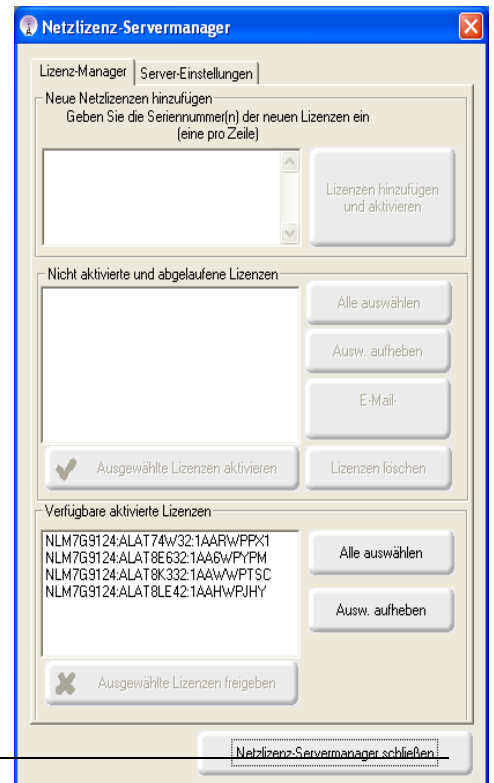 Netzlizenz-Servermanager
Lizenz-Manager
Server-Einstellungen
Neue Netzlizenzen hinzufügen
Geben Sie die Seriennummer(n) der neuen Lizenzen ein
(eine pro Zeile)
Lizenzen hinzufügen
und aktivieren
Nicht aktivierte und abgelaufene Lizenzen
Alle auswählen
Ausw. aufheben
E-Mail-
Ausgewählte Lizenzen aktivieren
Lizenzen löschen
Verfügbare aktivierte Lizenzen
NLM7G9124:ALAT74W32:1AARWPPX1
NLM7G9124:ALAT8E632:1AA6WPYPM
NLM7G9124:ALAT8K332:1AAWWPTSC
NLM7G9124:ALAT8LE42:1AAHWPJHY
Alle auswählen
Ausw. aufheben
Ausgewählte Lizenzen freigeben
Netzlizenz-Servermanager schließen